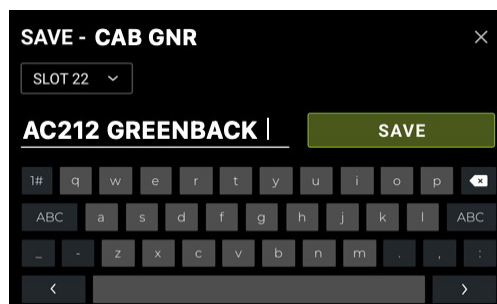 SAVE - CAB GNR ×
SLOT 22
AC212 GREENBACK
SAVE
1# q w e r t y u i o p
ABC a s d f g h j k l ABC
_ - z x c v b n m . , :
< >